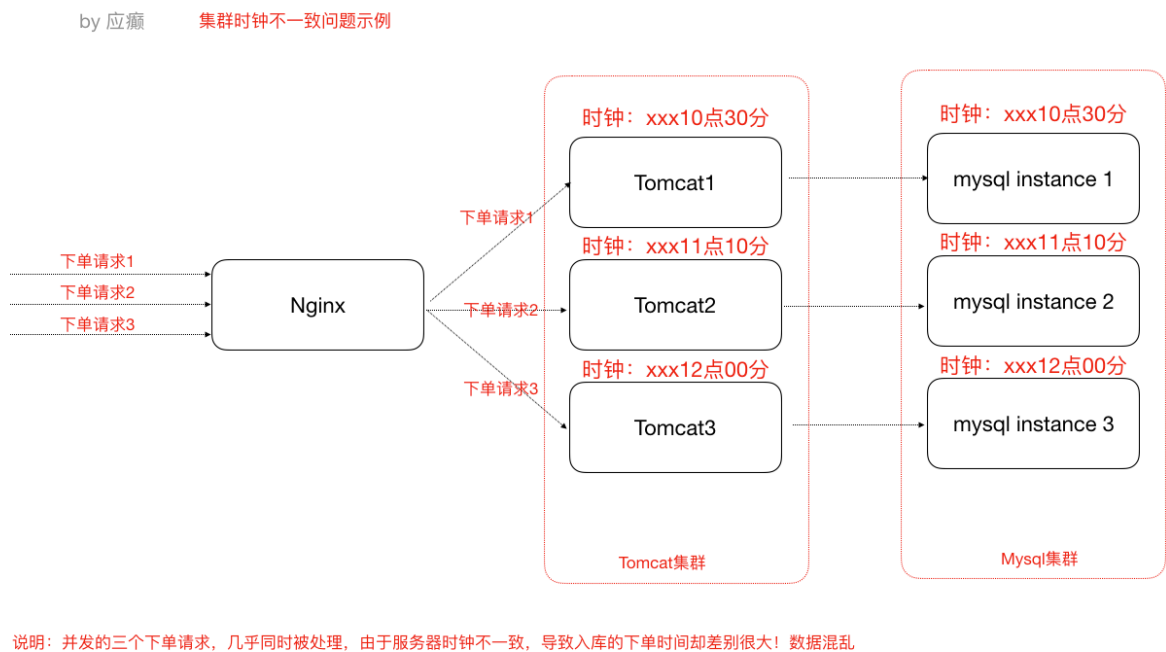 by 应癫
集群时钟不一致问题示例
时钟：xxx10点30分
Tomcat1
时钟：xxx10点30分
mysql instance 1
下单请求1
时钟：xxx11点10分
Tomcat2
时钟：xxx11点10分
mysql instance 2
下单请求1
下单请求2
下单请求3
Nginx
下单请求2
时钟：xxx12点00分
Tomcat3
时钟：xxx12点00分
mysql instance 3
下单请求3
Tomcat集群
Mysql集群
说明：并发的三个下单请求，几乎同时被处理，由于服务器时钟不一致，导致入库的下单时间却差别很大！数据混乱